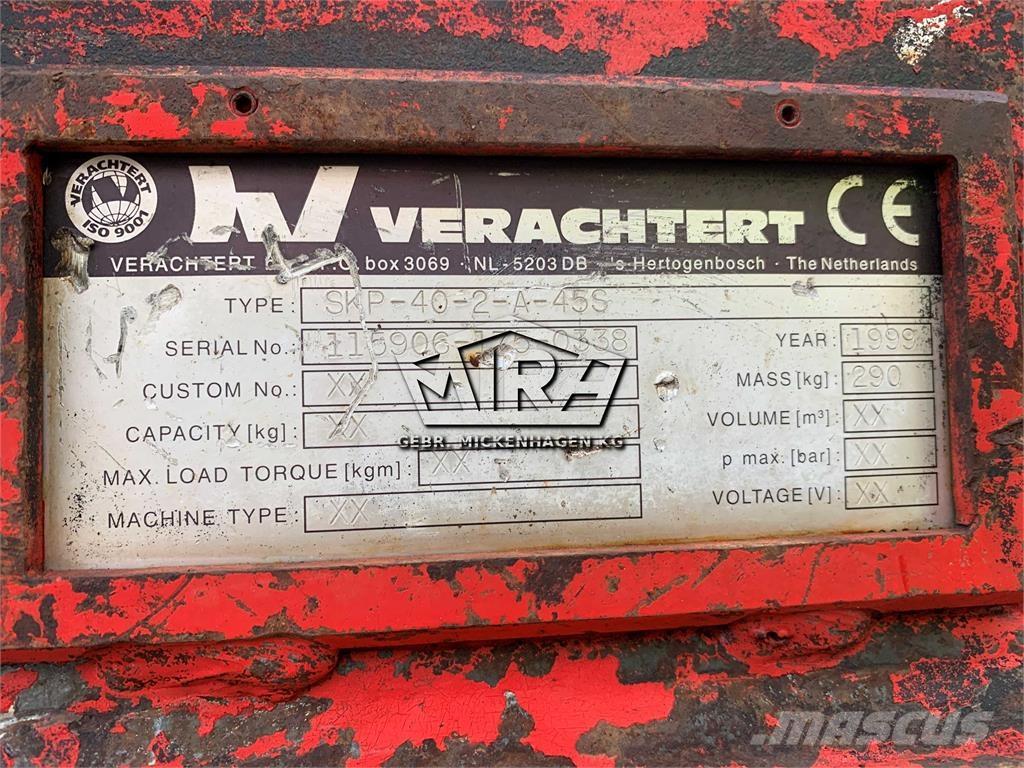 VERACHTERT
ISO 9001
VERACHTERT CE
VERACHTERT box 3069 · NL - 5203 DB 's Hertogenbosch · The Netherlands
TYPE: SKP-40-2-A-45S
SERIAL No.: 0338 YEAR: 1999
CUSTOM No.: XX MASS [kg]: 290
CAPACITY [kg]: XX VOLUME [m³]: XX
MAX. LOAD TORQUE [kgm]: XX p max. [bar]: XX
MACHINE TYPE: XX VOLTAGE [V]: XX
MIRA
GEBR. MICKENHAGEN KG
mascus